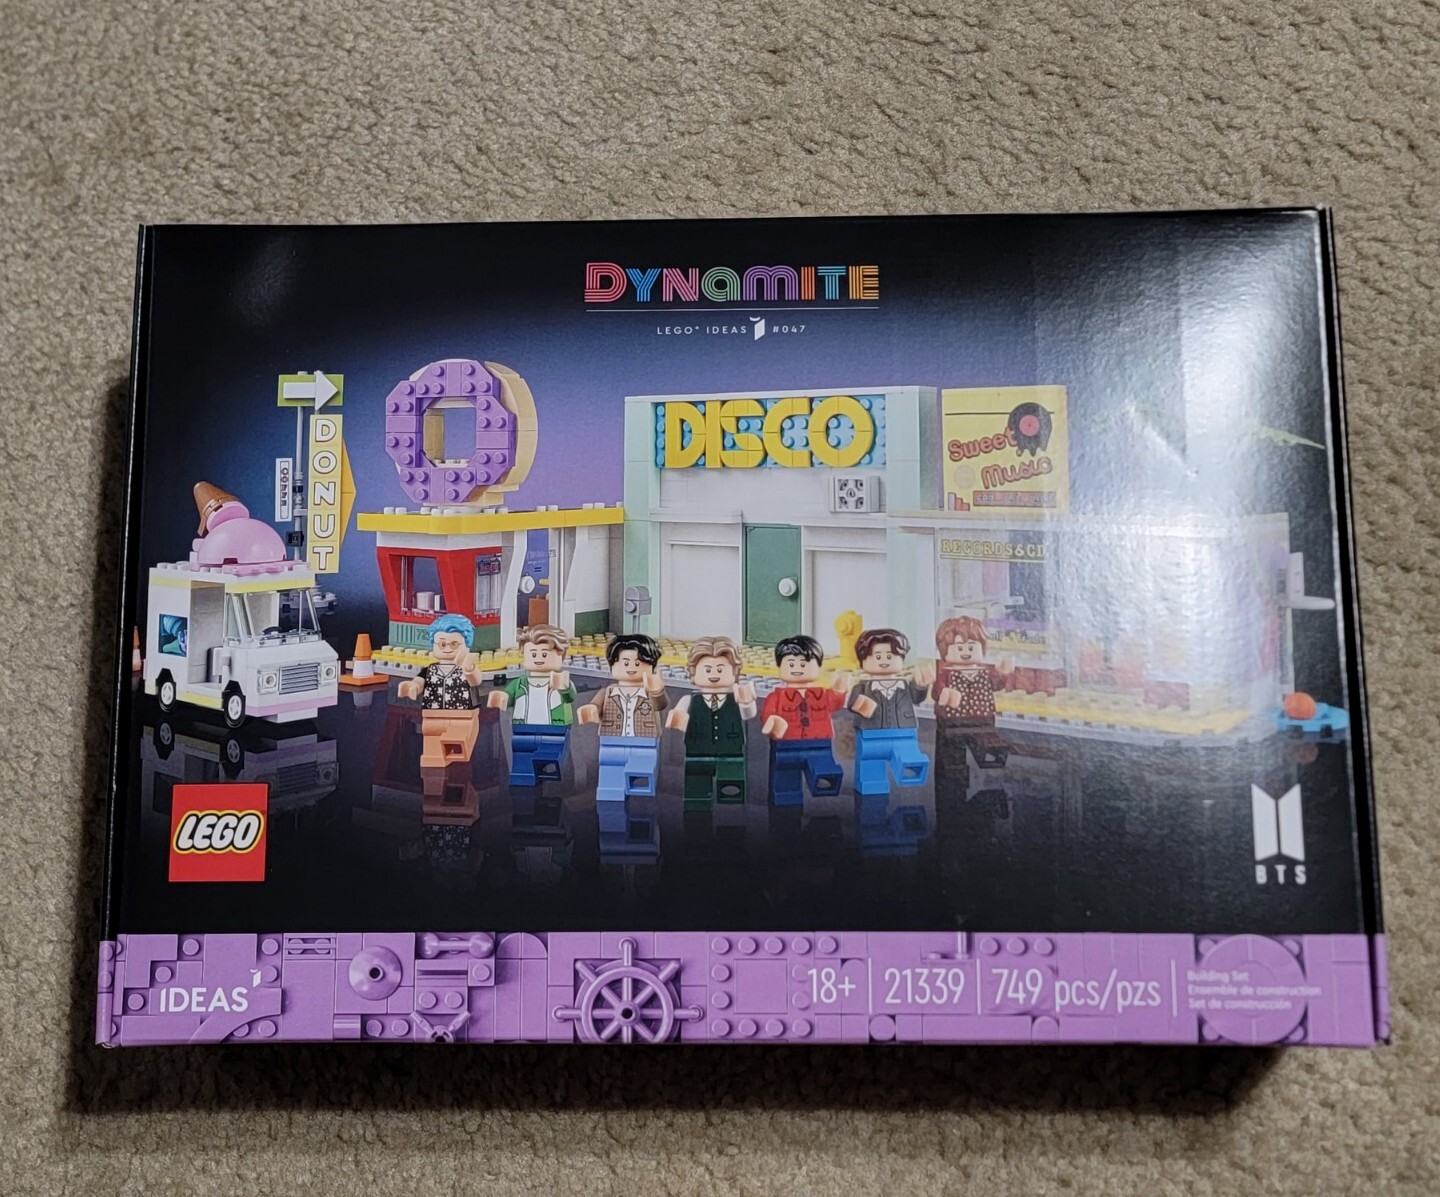 DYNAMITE
LEGO® IDEAS #047
DONUT
DISCO
Sweet
Music
RECORDS&CD
LEGO
BTS
IDEAS
18+ | 21339 | 749 pcs/pzs
Building Set
Ensemble de construction
Set de construcción